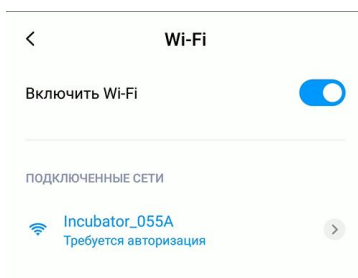 Wi-Fi
Включить Wi-Fi
ПОДКЛЮЧЕННЫЕ СЕТИ
Incubator_055A
Требуется авторизация